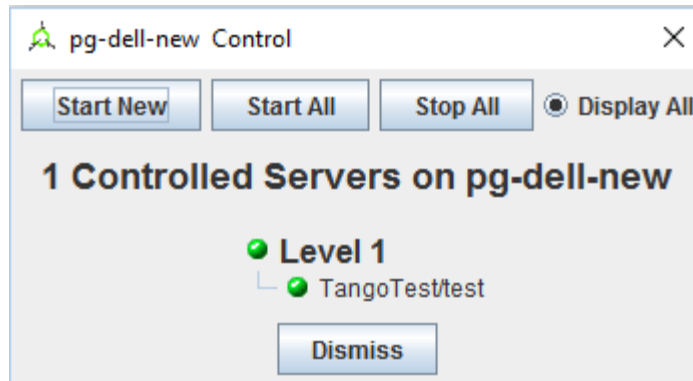 pg-dell-new Control
Start New Start All Stop All Display All
1 Controlled Servers on pg-dell-new
Level 1
TangoTest/test
Dismiss